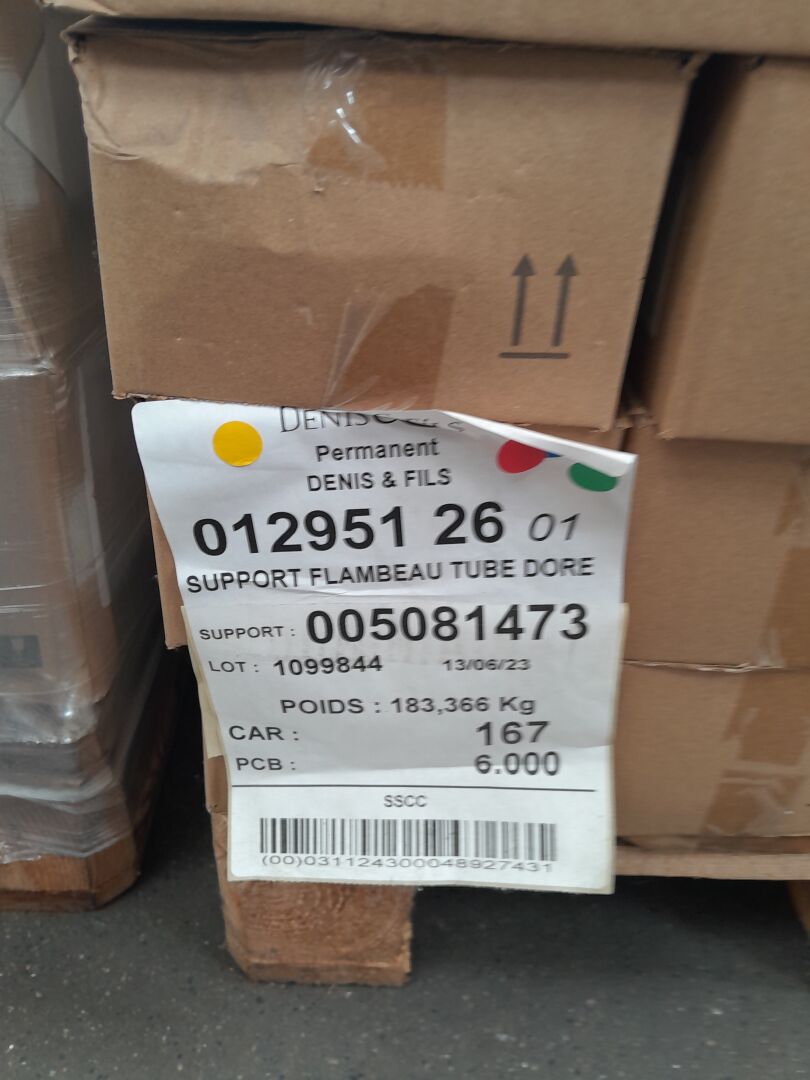 Permanent
DENIS & FILS
012951 26 01
SUPPORT FLAMBEAU TUBE DORE
SUPPORT : 005081473
LOT : 1099844 13/06/23
POIDS : 183,366 Kg
CAR : 167
PCB : 6.000
SSCC
(00)031124300048927431